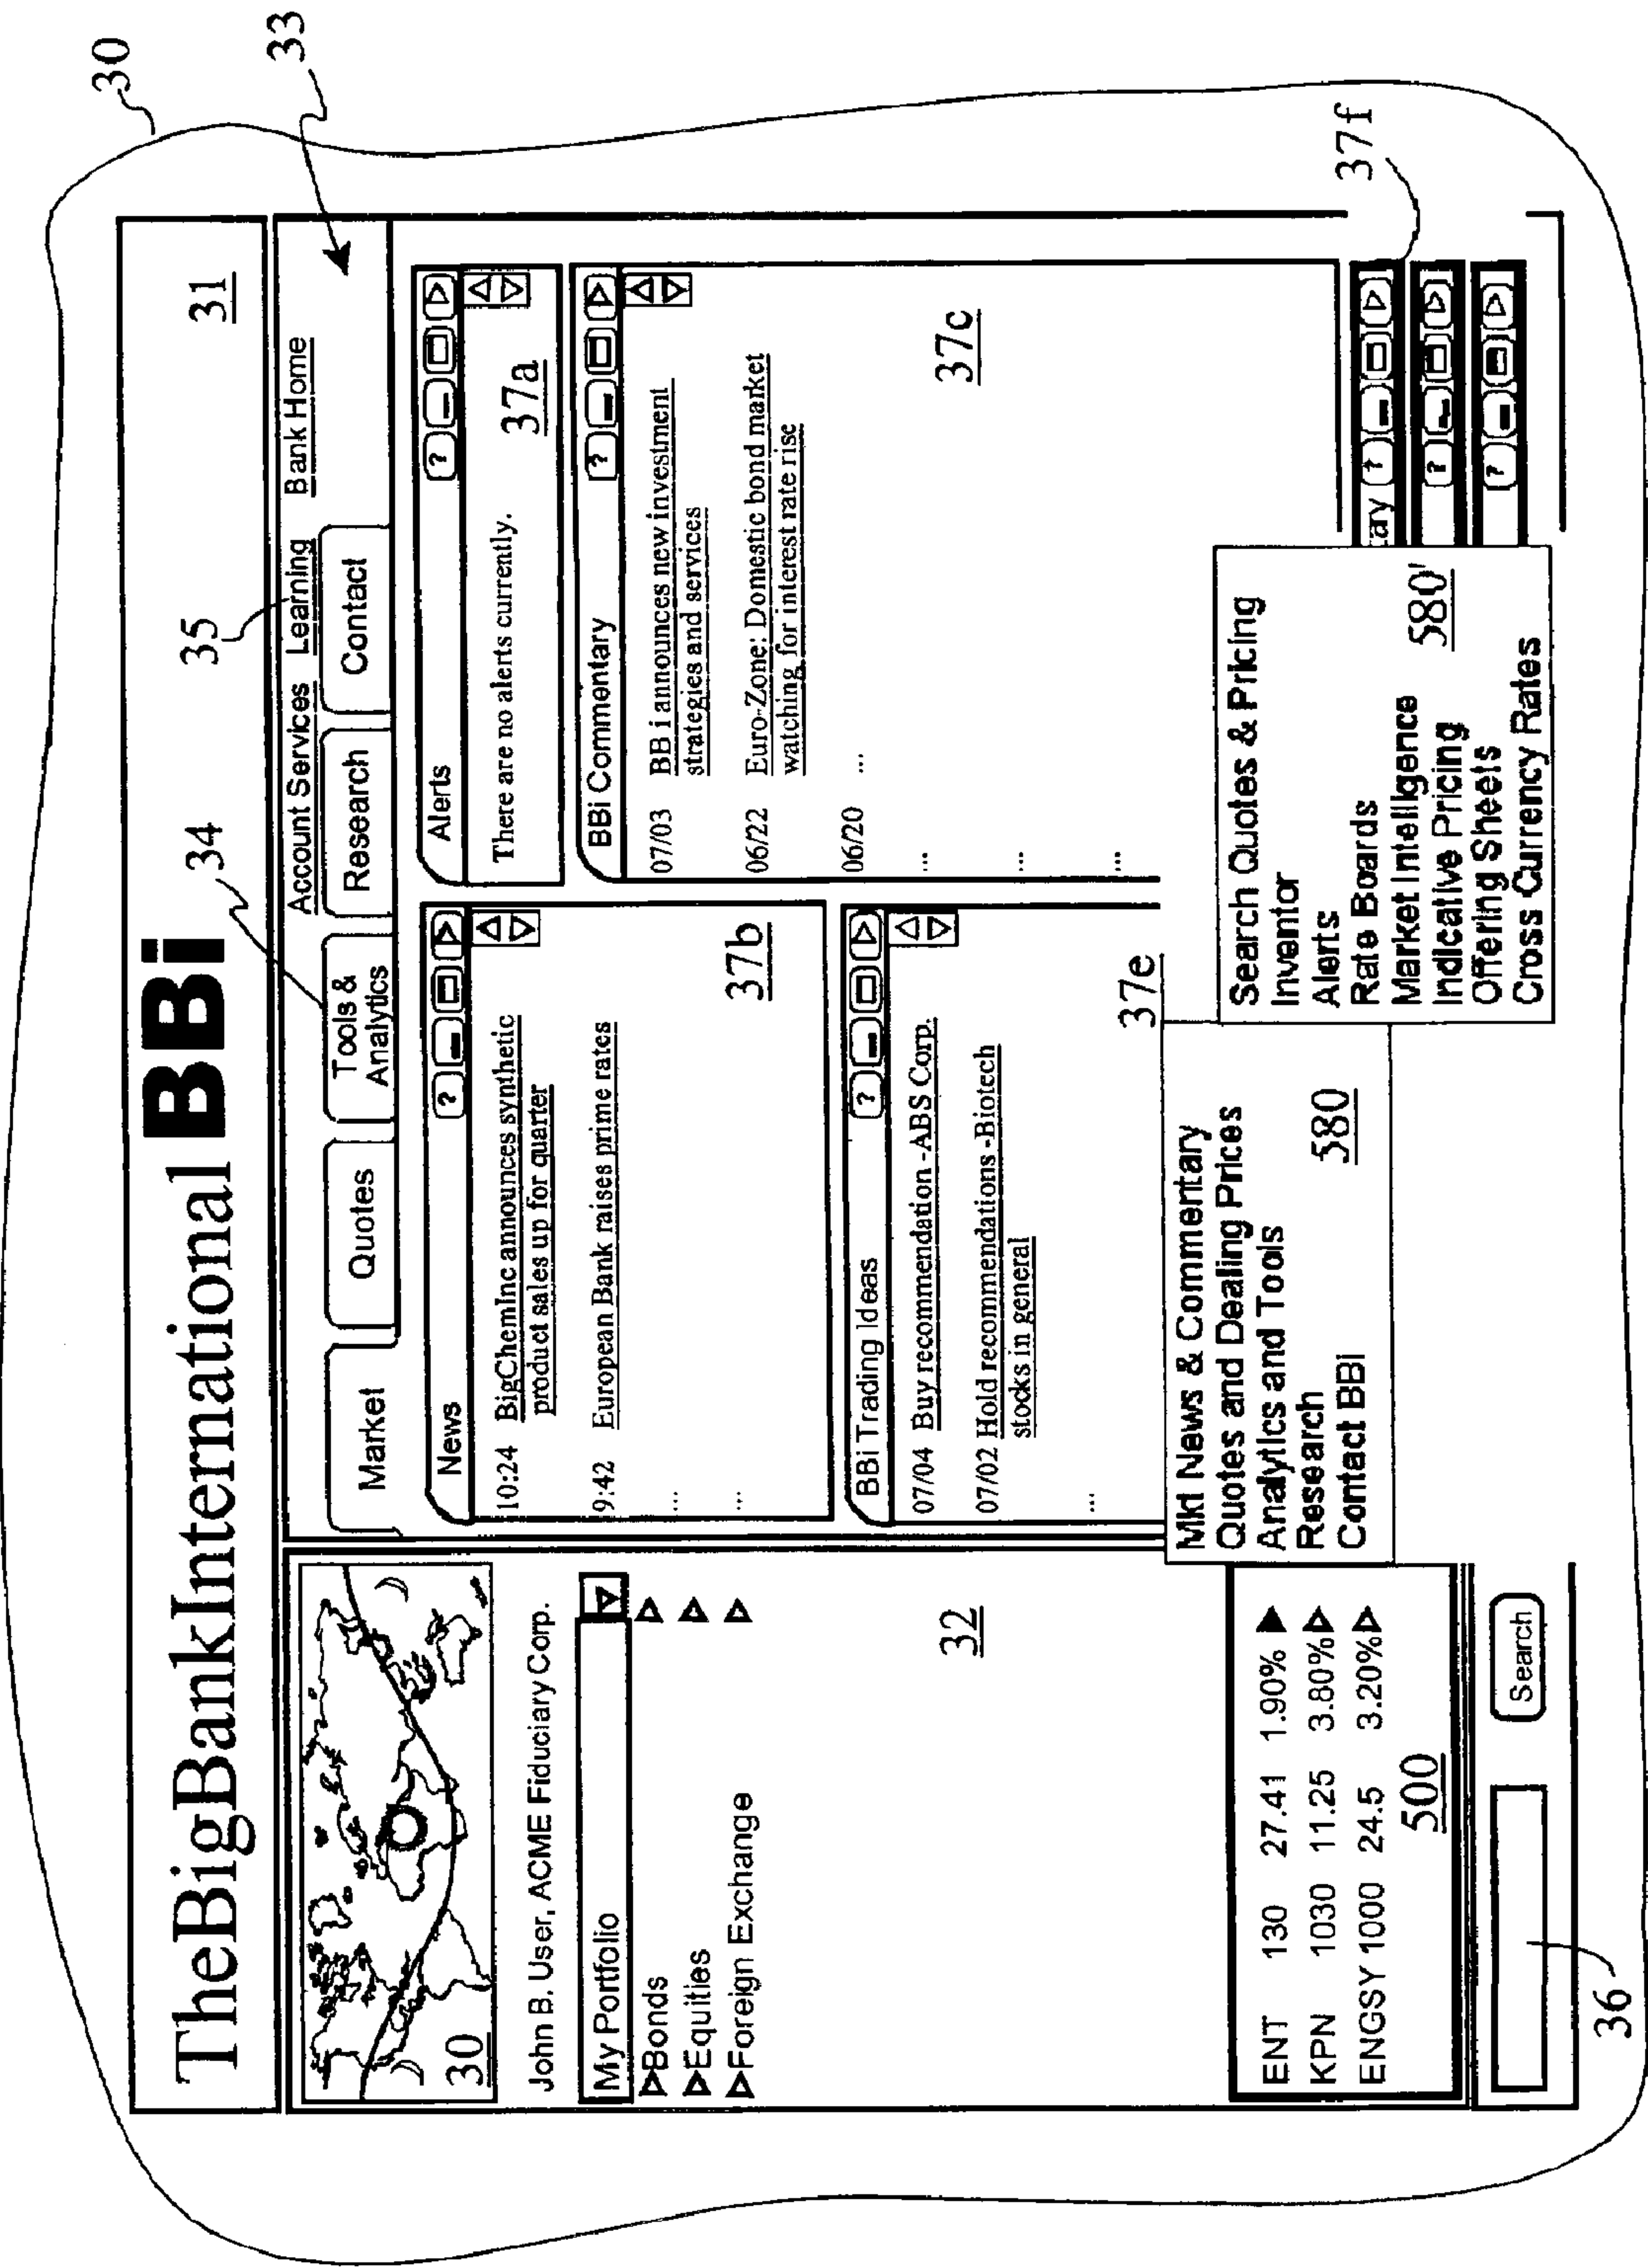 30
33
TheBigBankInternational BBi
31
34
35
Account Services Learning Bank Home
Market
Quotes
Tools &
Analytics
Research
Contact
30
John B. User, ACME Fiduciary Corp.
My Portfolio
Bonds
Equities
Foreign Exchange
32
ENT 130 27.41 1.90%
KPN 1030 11.25 3.80%
ENGSY 1000 24.5 3.20%
500
Search
36
News
?
10:24 BigChemInc announces synthetic
product sales up for quarter
9:42 European Bank raises prime rates
...
...
37b
BBi Trading Ideas
?
07/04 Buy recommendation -ABS Corp.
07/02 Hold recommendations -Biotech
stocks in general
...
37e
Alerts
?
There are no alerts currently.
37a
BBi Commentary
?
07/03 BB i announces new investment
strategies and services
06/22 Euro-Zone: Domestic bond market
watching for interest rate rise
06/20 ...
...
...
...
37c
Mkt News & Commentary
Quotes and Dealing Prices
Analytics and Tools
Research
Contact BBi
580
Search Quotes & Pricing
Inventor
Alerts
Rate Boards
Market Intelligence
Indicative Pricing
Offering Sheets
Cross Currency Rates
580'
ary ?
?
?
37f